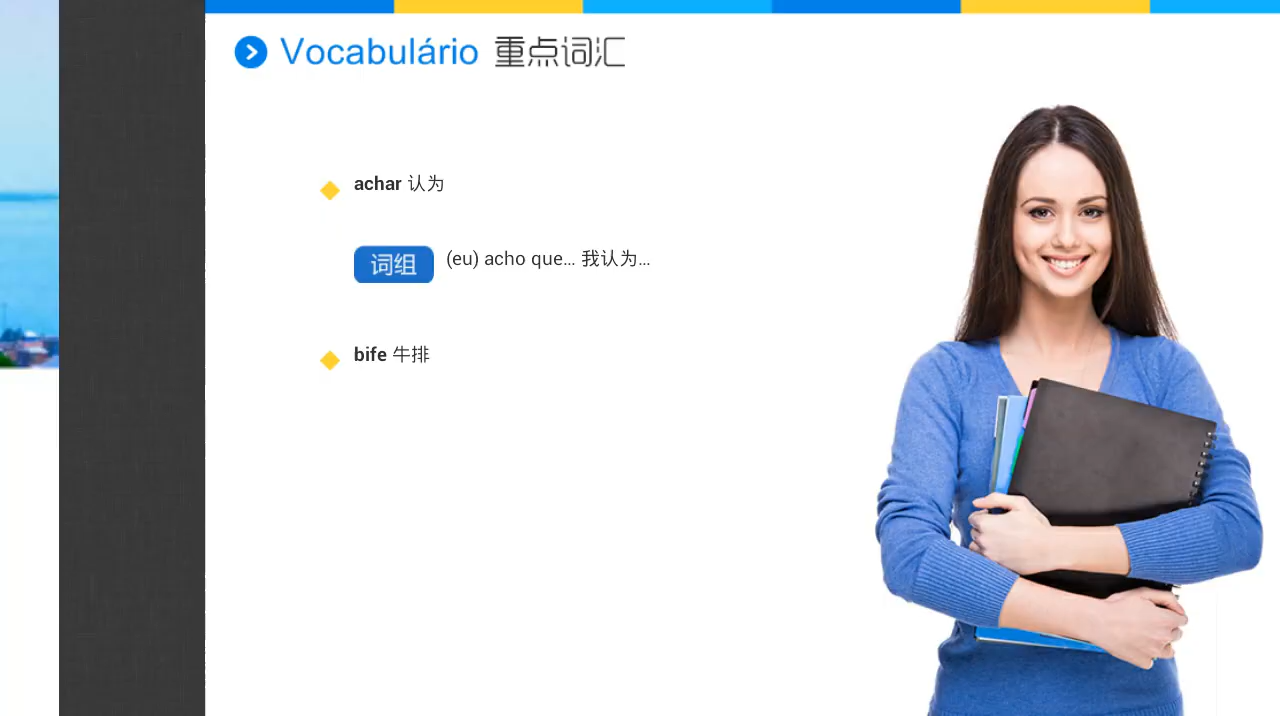 Vocabulário 重点词汇
achar 认为
词组 (eu) acho que... 我认为...
bife 牛排